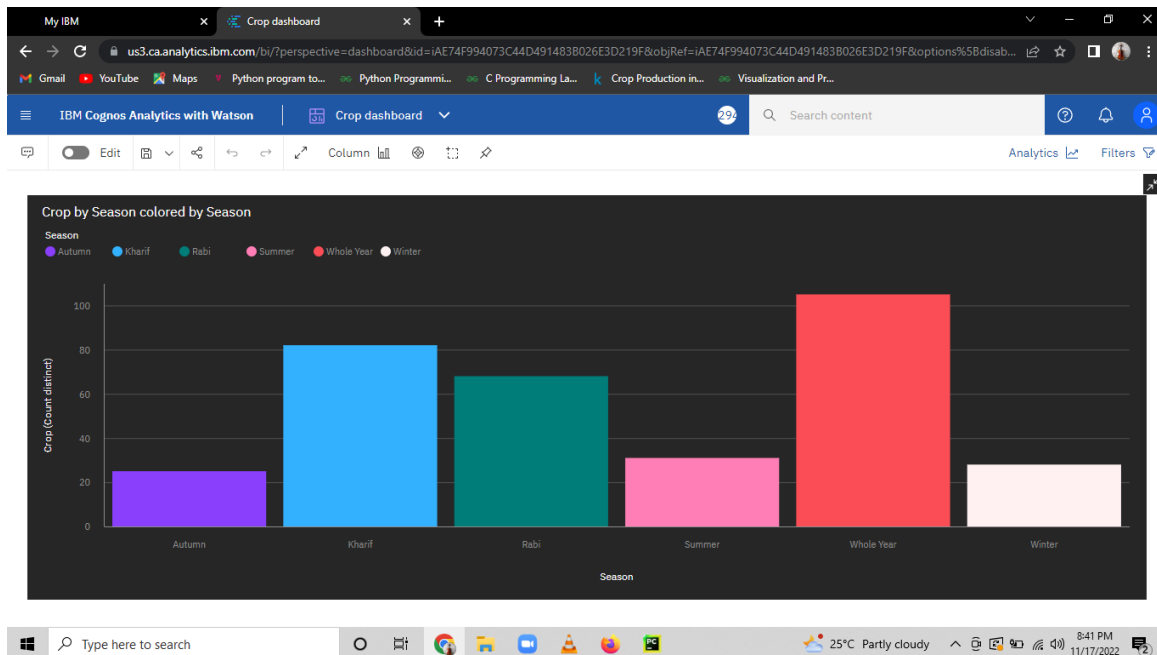 My IBM
Crop dashboard
us3.ca.analytics.ibm.com/bi/?perspective=dashboard&id=iAE74F994073C44D491483B026E3D219F&objRef=iAE74F994073C44D491483B026E3D219F&options%5Bdisab...
Gmail YouTube Maps Python program to... Python Programmi... C Programming La... Crop Production in... Visualization and Pr...
IBM Cognos Analytics with Watson Crop dashboard 294 Search content
Edit Column Analytics Filters
Crop by Season colored by Season
Season
Autumn Kharif Rabi Summer Whole Year Winter
100
80
60
40
20
0
Crop (Count distinct)
Autumn Kharif Rabi Summer Whole Year Winter
Season
Type here to search PC 25°C Partly cloudy 8:41 PM
11/17/2022 2